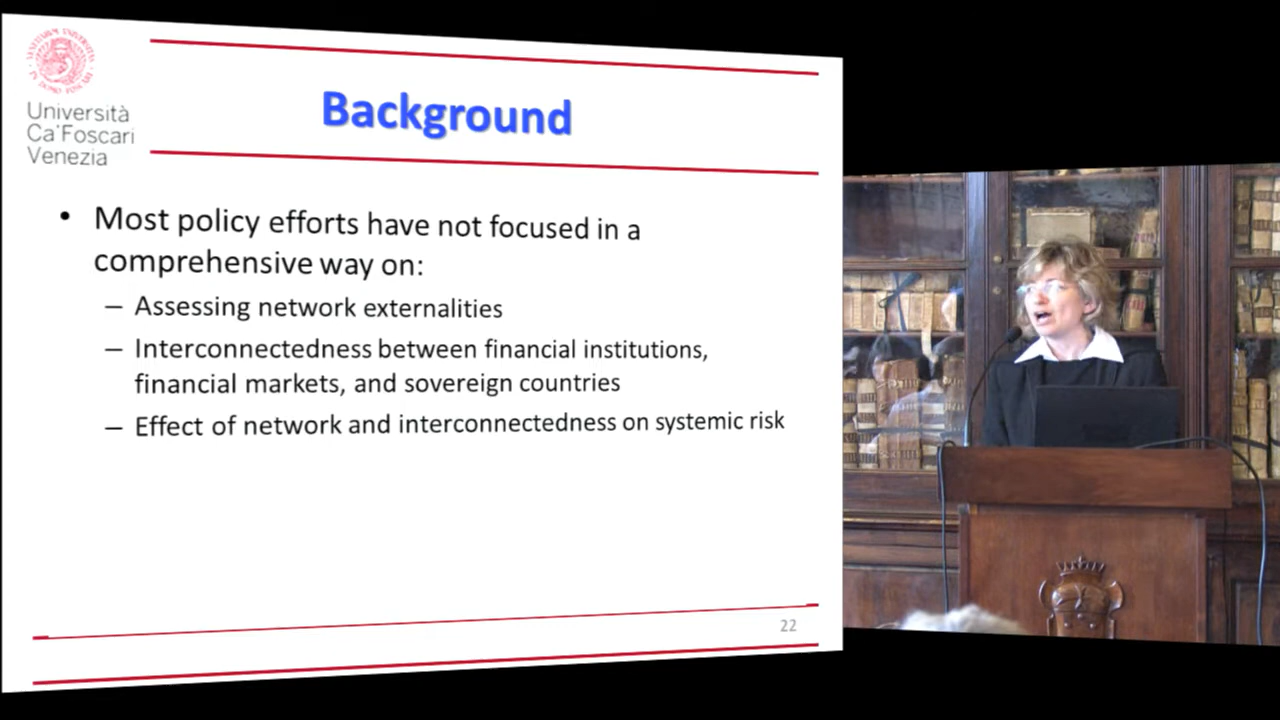 Università
Ca'Foscari
Venezia
Background
• Most policy efforts have not focused in a
comprehensive way on:
– Assessing network externalities
– Interconnectedness between financial institutions,
financial markets, and sovereign countries
– Effect of network and interconnectedness on systemic risk
22